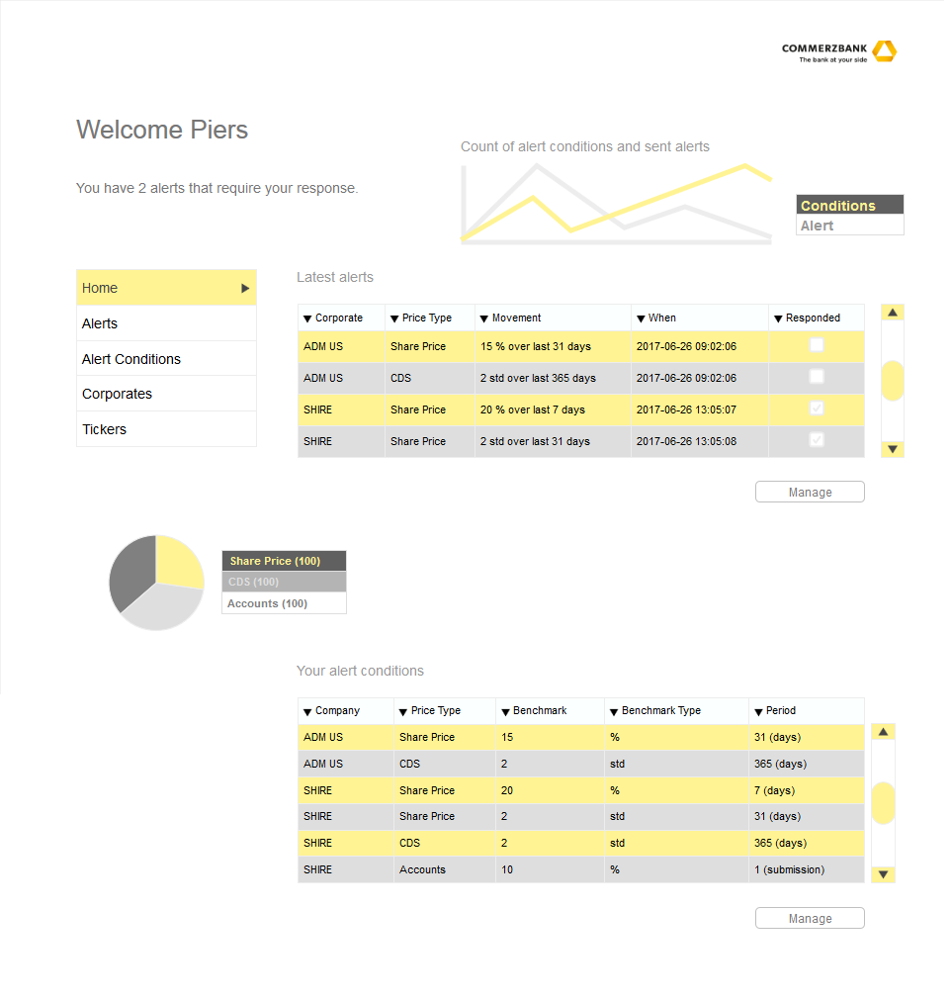 COMMERZBANK
The bank at your side
Welcome Piers
Count of alert conditions and sent alerts
You have 2 alerts that require your response.
Conditions
Alert
Home
Alerts
Alert Conditions
Corporates
Tickers
Latest alerts
Corporate Price Type Movement When Responded
ADM US Share Price 15 % over last 31 days 2017-06-26 09:02:06
ADM US CDS 2 std over last 365 days 2017-06-26 09:02:06
SHIRE Share Price 20 % over last 7 days 2017-06-26 13:05:07
SHIRE Share Price 2 std over last 31 days 2017-06-26 13:05:08
Manage
Share Price (100)
CDS (100)
Accounts (100)
Your alert conditions
Company Price Type Benchmark Benchmark Type Period
ADM US Share Price 15 % 31 (days)
ADM US CDS 2 std 365 (days)
SHIRE Share Price 20 % 7 (days)
SHIRE Share Price 2 std 31 (days)
SHIRE CDS 2 std 365 (days)
SHIRE Accounts 10 % 1 (submission)
Manage